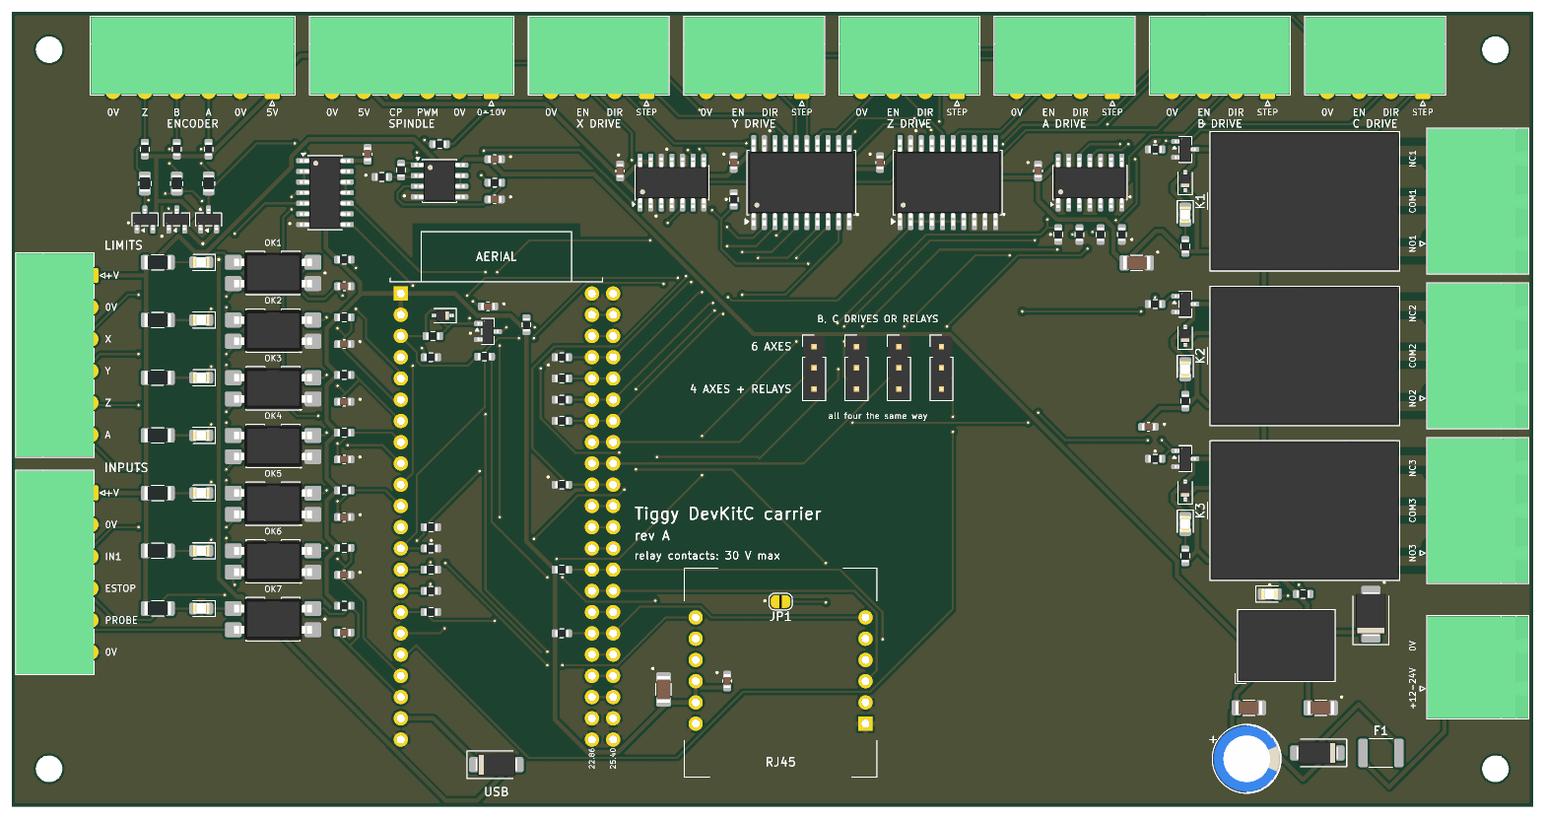 0V Z B A 0V 5V
ENCODER
0V 5V CP PWM 0V 0-10V
SPINDLE
0V EN DIR STEP
X DRIVE
0V EN DIR STEP
Y DRIVE
0V EN DIR STEP
Z DRIVE
0V EN DIR STEP
A DRIVE
0V EN DIR STEP
B DRIVE
0V EN DIR STEP
C DRIVE
K1
NC1
COM1
NO1
LIMITS
+V
0V
X
Y
Z
A
OK1
OK2
OK3
OK4
OK5
OK6
OK7
AERIAL
B, C DRIVES OR RELAYS
6 AXES
4 AXES + RELAYS
all four the same way
K2
NC2
COM2
NO2
INPUTS
+V
0V
IN1
ESTOP
PROBE
0V
Tiggy DevKitC carrier
rev A
relay contacts: 30 V max
K3
NC3
COM3
NO3
JP1
RJ45
22.86
25.40
USB
0V
+12-24V
F1
+